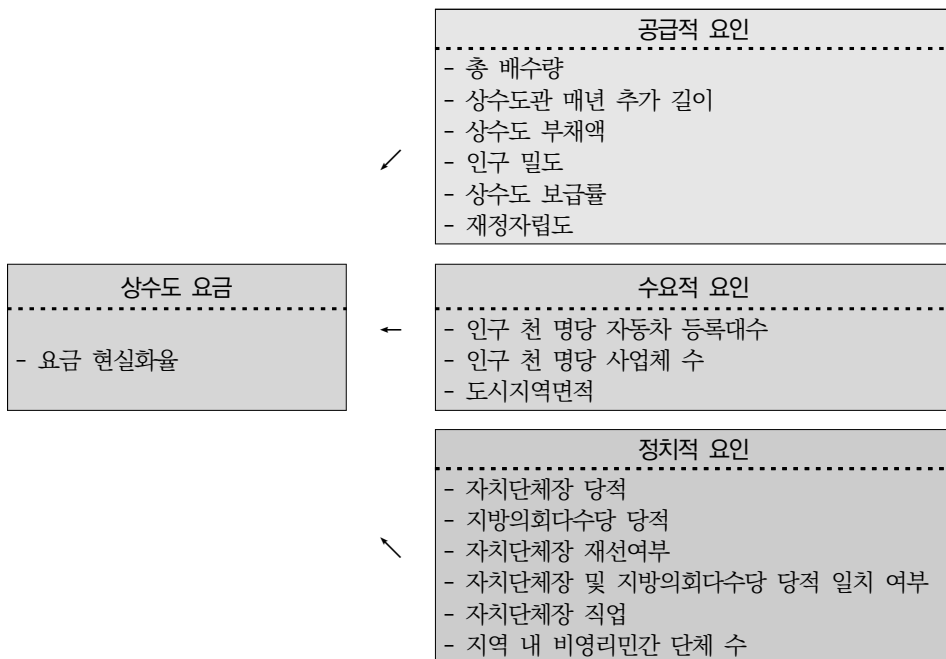 공급적 요인
- 총 배수량
- 상수도관 매년 추가 길이
- 상수도 부채액
- 인구 밀도
- 상수도 보급률
- 재정자립도
상수도 요금
- 요금 현실화율
수요적 요인
- 인구 천 명당 자동차 등록대수
- 인구 천 명당 사업체 수
- 도시지역면적
정치적 요인
- 자치단체장 당적
- 지방의회다수당 당적
- 자치단체장 재선여부
- 자치단체장 및 지방의회다수당 당적 일치 여부
- 자치단체장 직업
- 지역 내 비영리민간 단체 수